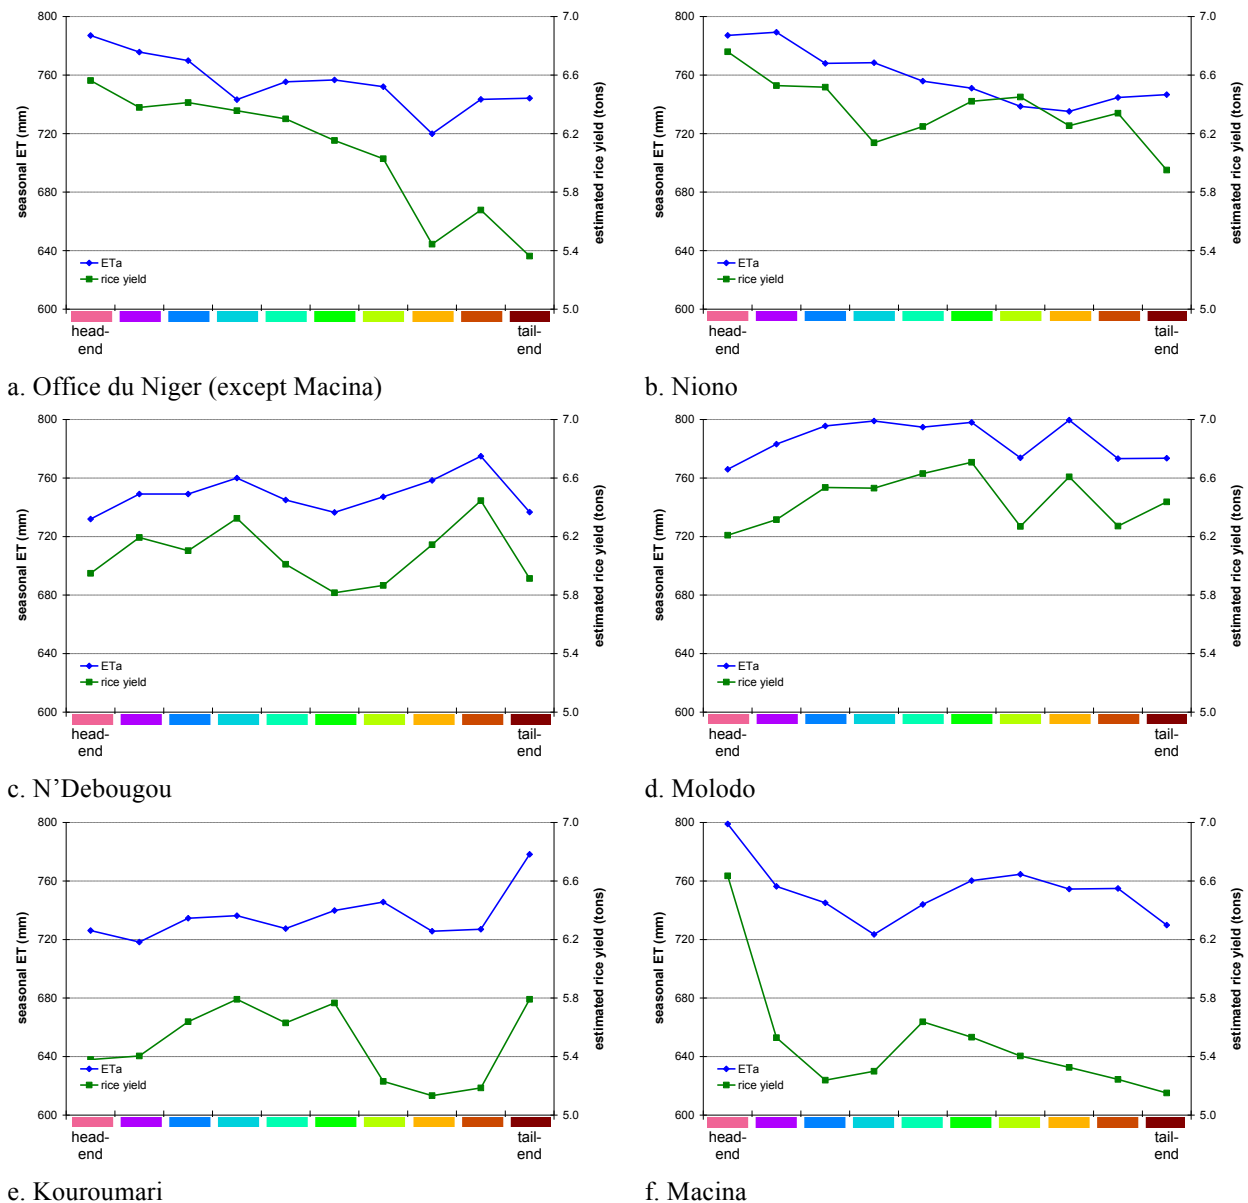 800
760
720
680
640
600
seasonal ET (mm)
7.0
6.6
6.2
5.8
5.4
5.0
estimated rice yield (tons)
ETa
rice yield
head-
end
tail-
end
a. Office du Niger (except Macina)
800
760
720
680
640
600
seasonal ET (mm)
7.0
6.6
6.2
5.8
5.4
5.0
estimated rice yield (tons)
ETa
rice yield
head-
end
tail-
end
b. Niono
800
760
720
680
640
600
seasonal ET (mm)
7.0
6.6
6.2
5.8
5.4
5.0
estimated rice yield (tons)
ETa
rice yield
head-
end
tail-
end
c. N’Debougou
800
760
720
680
640
600
seasonal ET (mm)
7.0
6.6
6.2
5.8
5.4
5.0
estimated rice yield (tons)
ETa
rice yield
head-
end
tail-
end
d. Molodo
800
760
720
680
640
600
seasonal ET (mm)
7.0
6.6
6.2
5.8
5.4
5.0
estimated rice yield (tons)
ETa
rice yield
head-
end
tail-
end
e. Kouroumari
800
760
720
680
640
600
seasonal ET (mm)
7.0
6.6
6.2
5.8
5.4
5.0
estimated rice yield (tons)
ETa
rice yield
head-
end
tail-
end
f. Macina